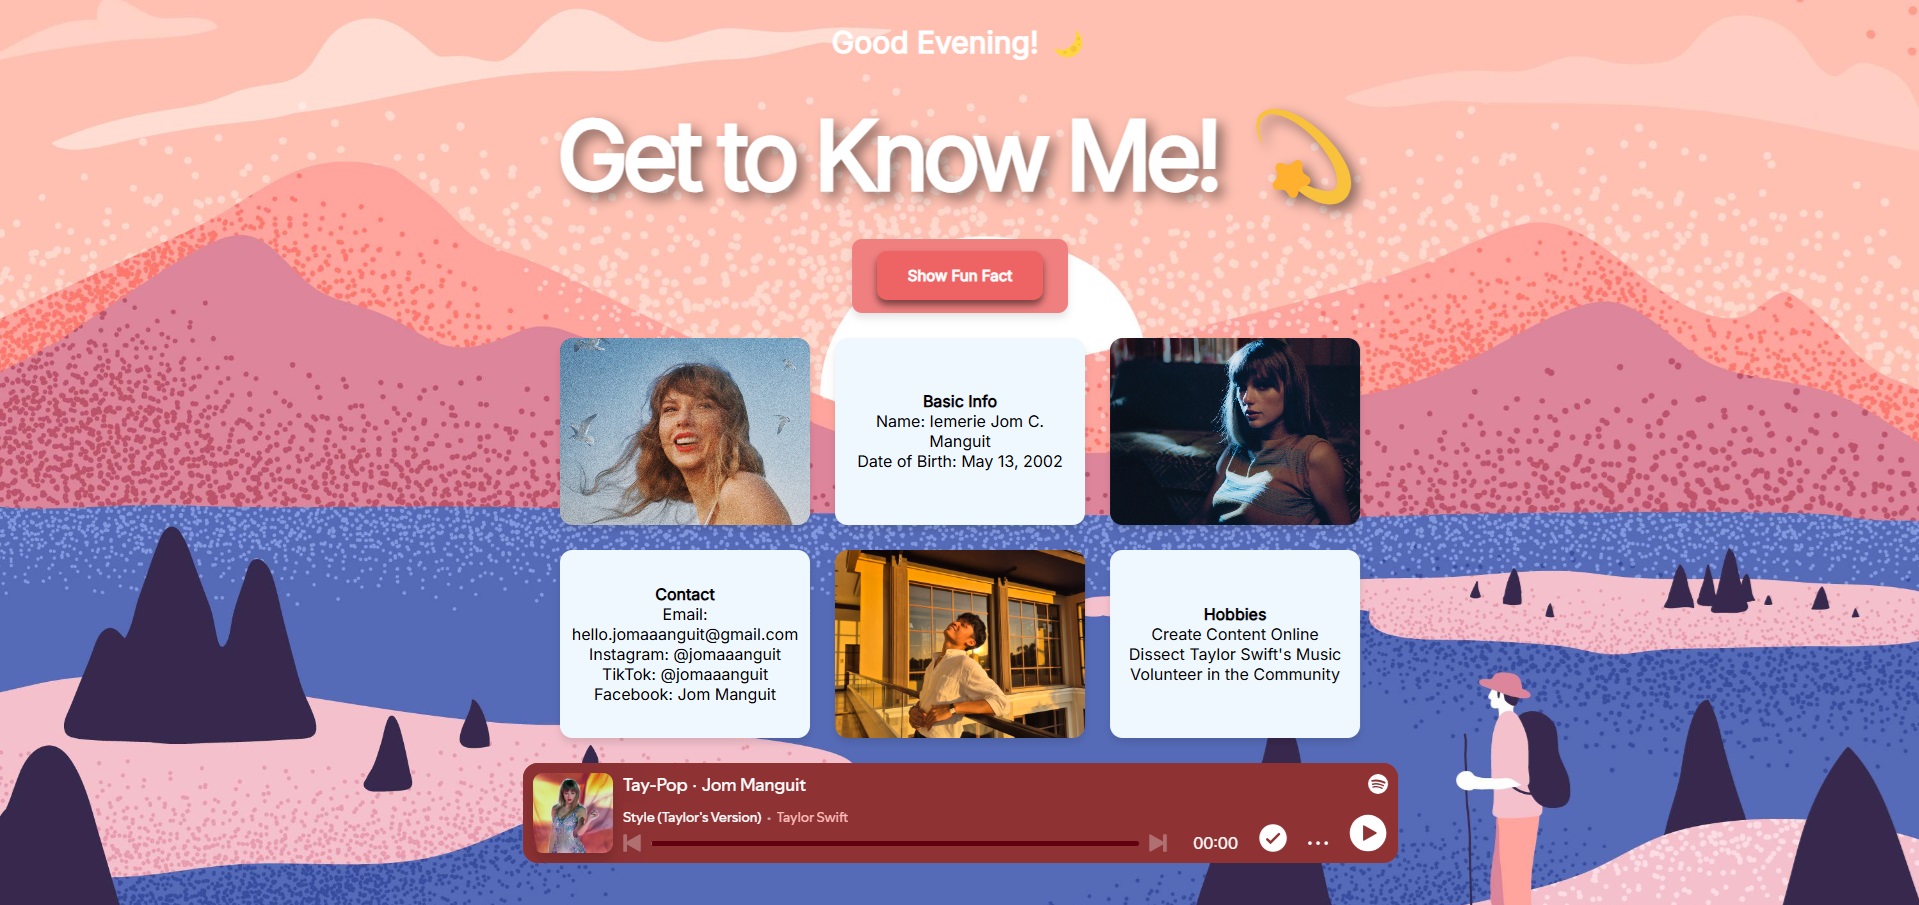 Good Evening! 🌙
Get to Know Me! 💫
Show Fun Fact
Basic Info
Name: Iemerie Jom C.
Manguit
Date of Birth: May 13, 2002
Contact
Email:
hello.jomaaanguit@gmail.com
Instagram: @jomaaanguit
TikTok: @jomaaanguit
Facebook: Jom Manguit
Hobbies
Create Content Online
Dissect Taylor Swift's Music
Volunteer in the Community
Tay-Pop · Jom Manguit
Style (Taylor's Version) • Taylor Swift
00:00